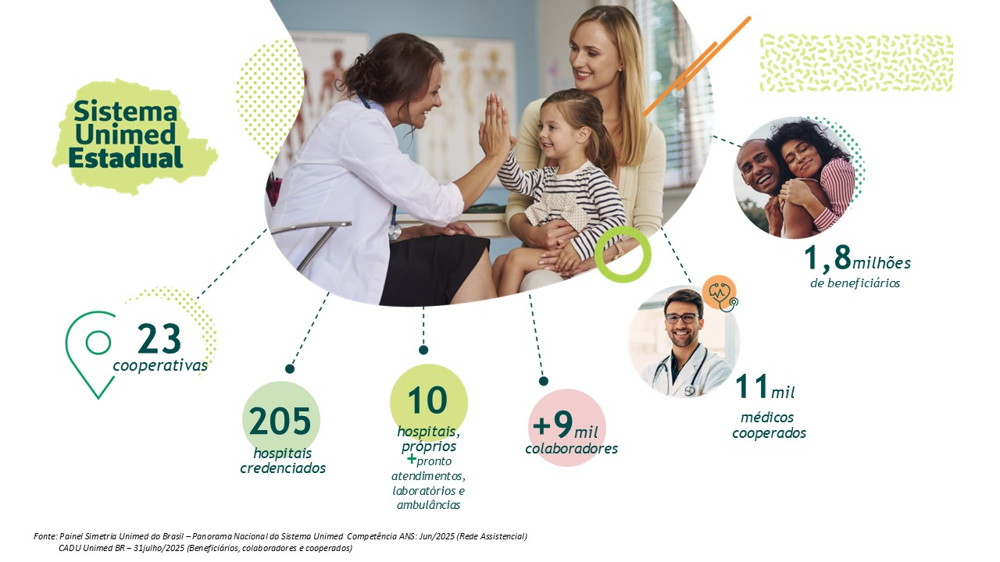 Sistema
Unimed
Estadual
1,8milhões
de beneficiários
23
cooperativas
205
hospitais
credenciados
10
hospitais,
próprios
+pronto
atendimentos,
laboratórios e
ambulâncias
+9mil
colaboradores
11mil
médicos
cooperados
Fonte: Painel Simetria Unimed do Brasil – Panorama Nacional do Sistema Unimed Competência ANS: Jun/2025 (Rede Assistencial)
CADU Unimed BR – 31julho/2025 (Beneficiários, colaboradores e cooperados)